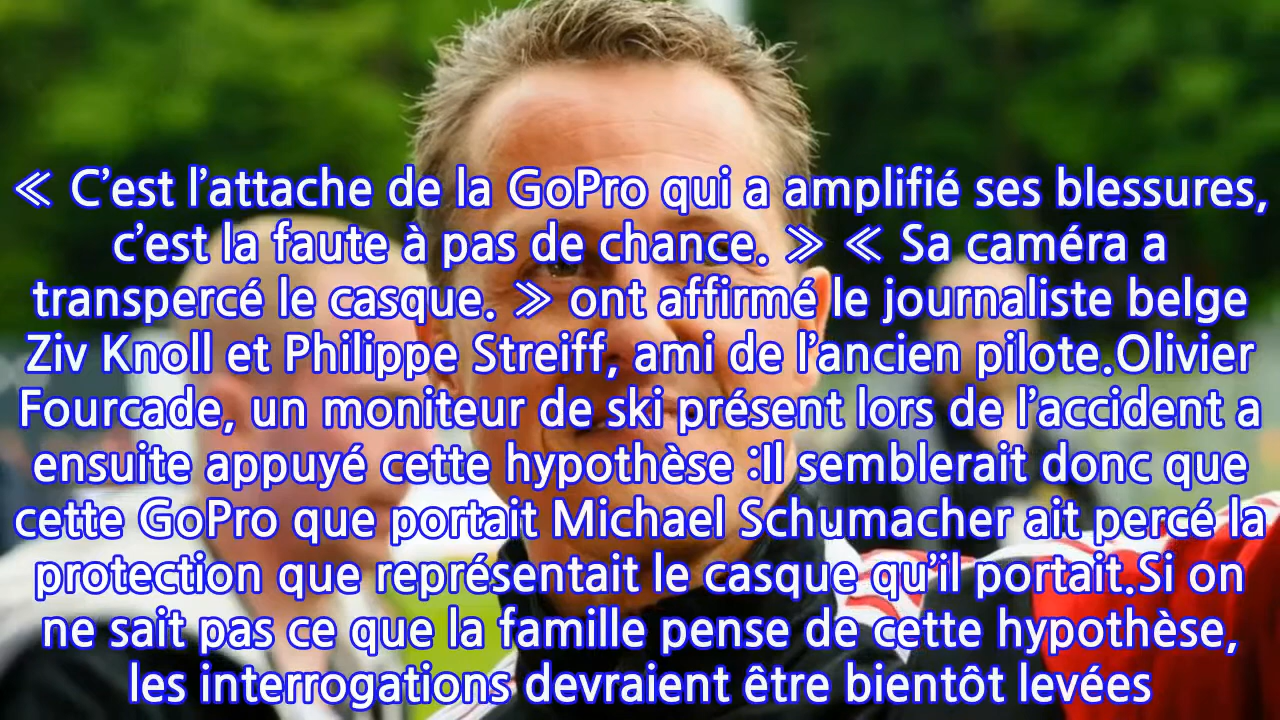 ≪ C’est l’attache de la GoPro qui a amplifié ses blessures,
c’est la faute à pas de chance. ≫ ≪ Sa caméra a
transpercé le casque. ≫ ont affirmé le journaliste belge
Ziv Knoll et Philippe Streiff, ami de l’ancien pilote.Olivier
Fourcade, un moniteur de ski présent lors de l’accident a
ensuite appuyé cette hypothèse :Il semblerait donc que
cette GoPro que portait Michael Schumacher ait percé la
protection que représentait le casque qu’il portait.Si on
ne sait pas ce que la famille pense de cette hypothèse,
les interrogations devraient être bientôt levées